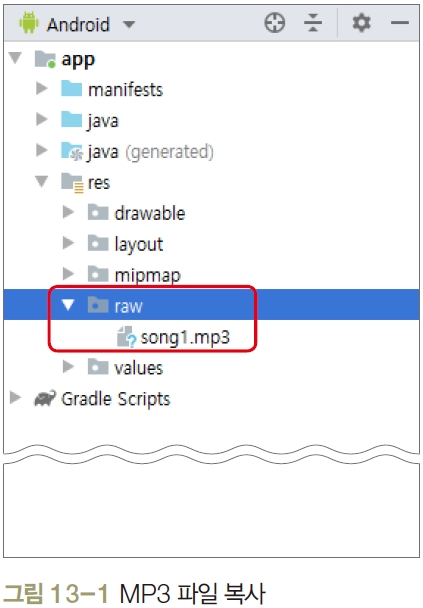 Android
app
manifests
java
java (generated)
res
drawable
layout
mipmap
raw
song1.mp3
values
Gradle Scripts
그림 13-1 MP3 파일 복사